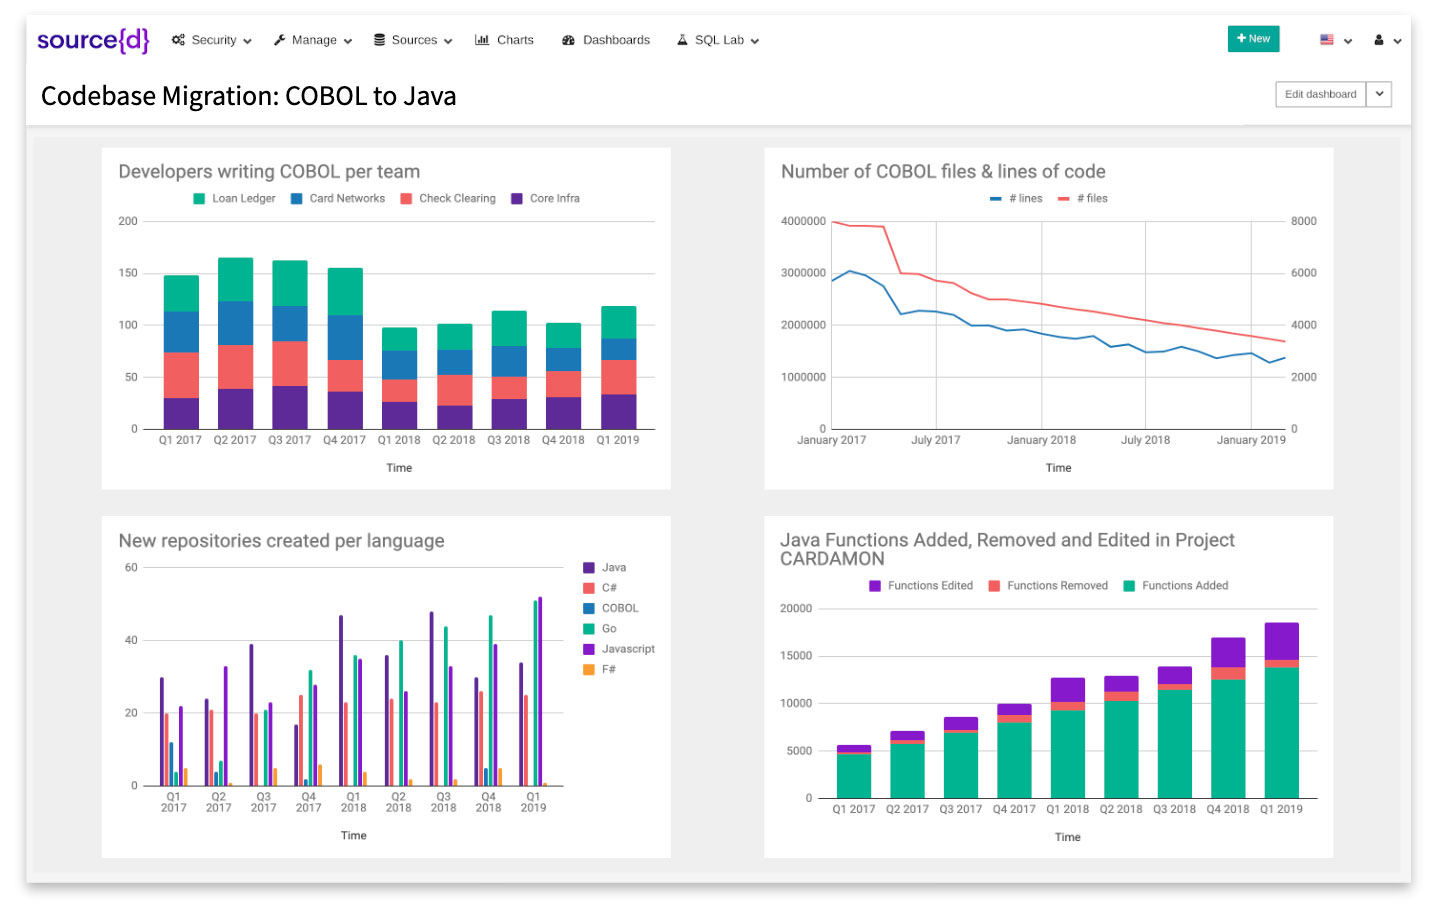 source{d} Security Manage Sources Charts Dashboards SQL Lab + New
Codebase Migration: COBOL to Java
Edit dashboard
Developers writing COBOL per team
Loan Ledger Card Networks Check Clearing Core Infra
200
150
100
50
0
Q1 2017 Q2 2017 Q3 2017 Q4 2017 Q1 2018 Q2 2018 Q3 2018 Q4 2018 Q1 2019
Time
Number of COBOL files & lines of code
# lines # files
4000000 8000
3000000 6000
2000000 4000
1000000 2000
0 0
January 2017 July 2017 January 2018 July 2018 January 2019
Time
New repositories created per language
60
40
20
0
Java
C#
COBOL
Go
Javascript
F#
Q1 Q2 Q3 Q4 Q1 Q2 Q3 Q4 Q1
2017 2017 2017 2017 2018 2018 2018 2018 2019
Time
Java Functions Added, Removed and Edited in Project
CARDAMON
Functions Edited Functions Removed Functions Added
20000
15000
10000
5000
0
Q1 2017 Q2 2017 Q3 2017 Q4 2017 Q1 2018 Q2 2018 Q3 2018 Q4 2018 Q1 2019
Time